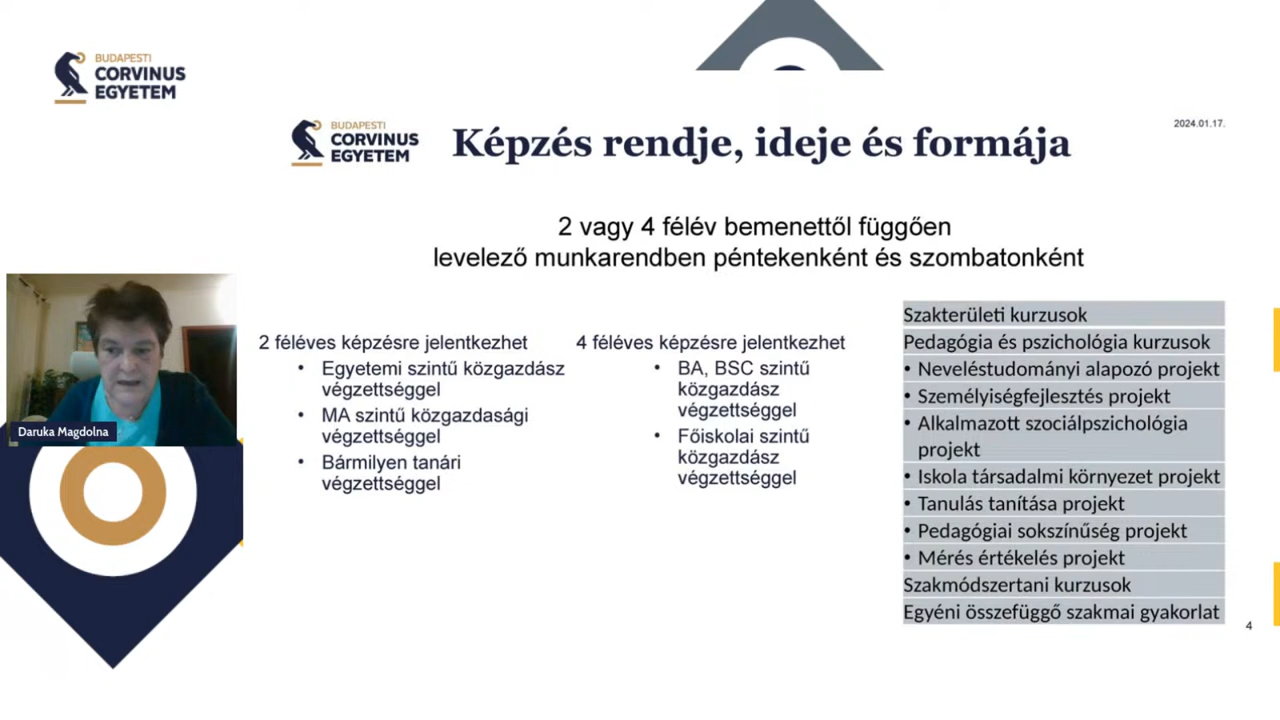 BUDAPESTI
CORVINUS
EGYETEM
BUDAPESTI
CORVINUS
EGYETEM
Képzés rendje, ideje és formája
2024.01.17.
2 vagy 4 félév bemenettől függően
levelező munkarendben péntekenként és szombatonként
2 féléves képzésre jelentkezhet
• Egyetemi szintű közgazdász
végzettséggel
• MA szintű közgazdasági
végzettséggel
• Bármilyen tanári
végzettséggel
4 féléves képzésre jelentkezhet
• BA, BSC szintű
közgazdász
végzettséggel
• Főiskolai szintű
közgazdász
végzettséggel
Szakterületi kurzusok
Pedagógia és pszichológia kurzusok
• Neveléstudományi alapozó projekt
• Személyiségfejlesztés projekt
• Alkalmazott szociálpszichológia
projekt
• Iskola társadalmi környezet projekt
• Tanulás tanítása projekt
• Pedagógiai sokszínűség projekt
• Mérés értékelés projekt
Szakmódszertani kurzusok
Egyéni összefüggő szakmai gyakorlat
Daruka Magdolna
4